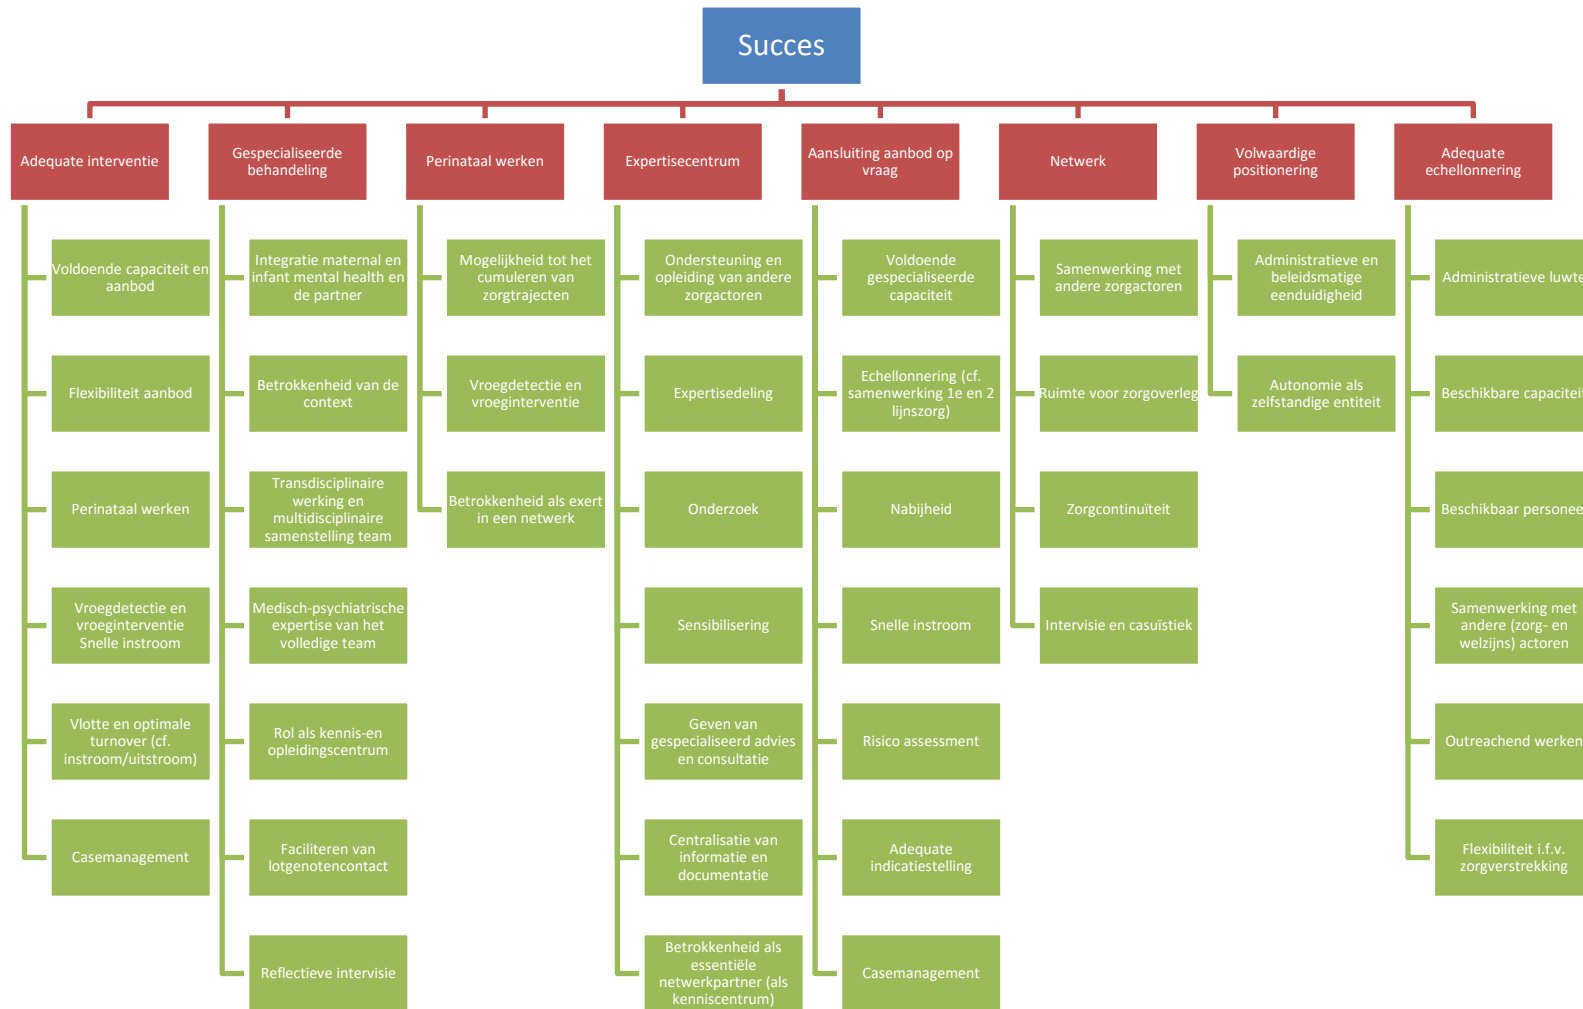 Succes
Adequate interventie
Voldoende capaciteit en
aanbod
Flexibiliteit aanbod
Perinataal werken
Vroegdetectie en
vroeginterventie
Snelle instroom
Vlotte en optimale
turnover (cf.
instroom/uitstroom)
Casemanagement
Gespecialiseerde
behandeling
Integratie maternal en
infant mental health en
de partner
Betrokkenheid van de
context
Transdisciplinaire
werking en
multidisciplinaire
samenstelling team
Medisch-psychiatrische
expertise van het
volledige team
Rol als kennis-en
opleidingscentrum
Faciliteren van
lotgenotencontact
Reflectieve intervisie
Perinataal werken
Mogelijkheid tot het
cumuleren van
zorgtrajecten
Vroegdetectie en
vroeginterventie
Betrokkenheid als exert
in een netwerk
Expertisecentrum
Ondersteuning en
opleiding van andere
zorgactoren
Expertisedeling
Onderzoek
Sensibilisering
Geven van
gespecialiseerd advies
en consultatie
Centralisatie van
informatie en
documentatie
Betrokkenheid als
essentiële
netwerkpartner (als
kenniscentrum)
Aansluiting aanbod op
vraag
Voldoende
gespecialiseerde
capaciteit
Echellonnering (cf.
samenwerking 1e en 2
lijnszorg)
Nabijheid
Snelle instroom
Risico assessment
Adequate
indicatiestelling
Casemanagement
Netwerk
Samenwerking met
andere zorgactoren
Ruimte voor zorgoverleg
Zorgcontinuïteit
Intervisie en casuïstiek
Volwaardige
positionering
Administratieve en
beleidsmatige
eenduidigheid
Autonomie als
zelfstandige entiteit
Adequate
echellonnering
Administratieve luwte
Beschikbare capaciteit
Beschikbaar personeel
Samenwerking met
andere (zorg- en
welzijns) actoren
Outreachend werken
Flexibiliteit i.f.v.
zorgverstrekking